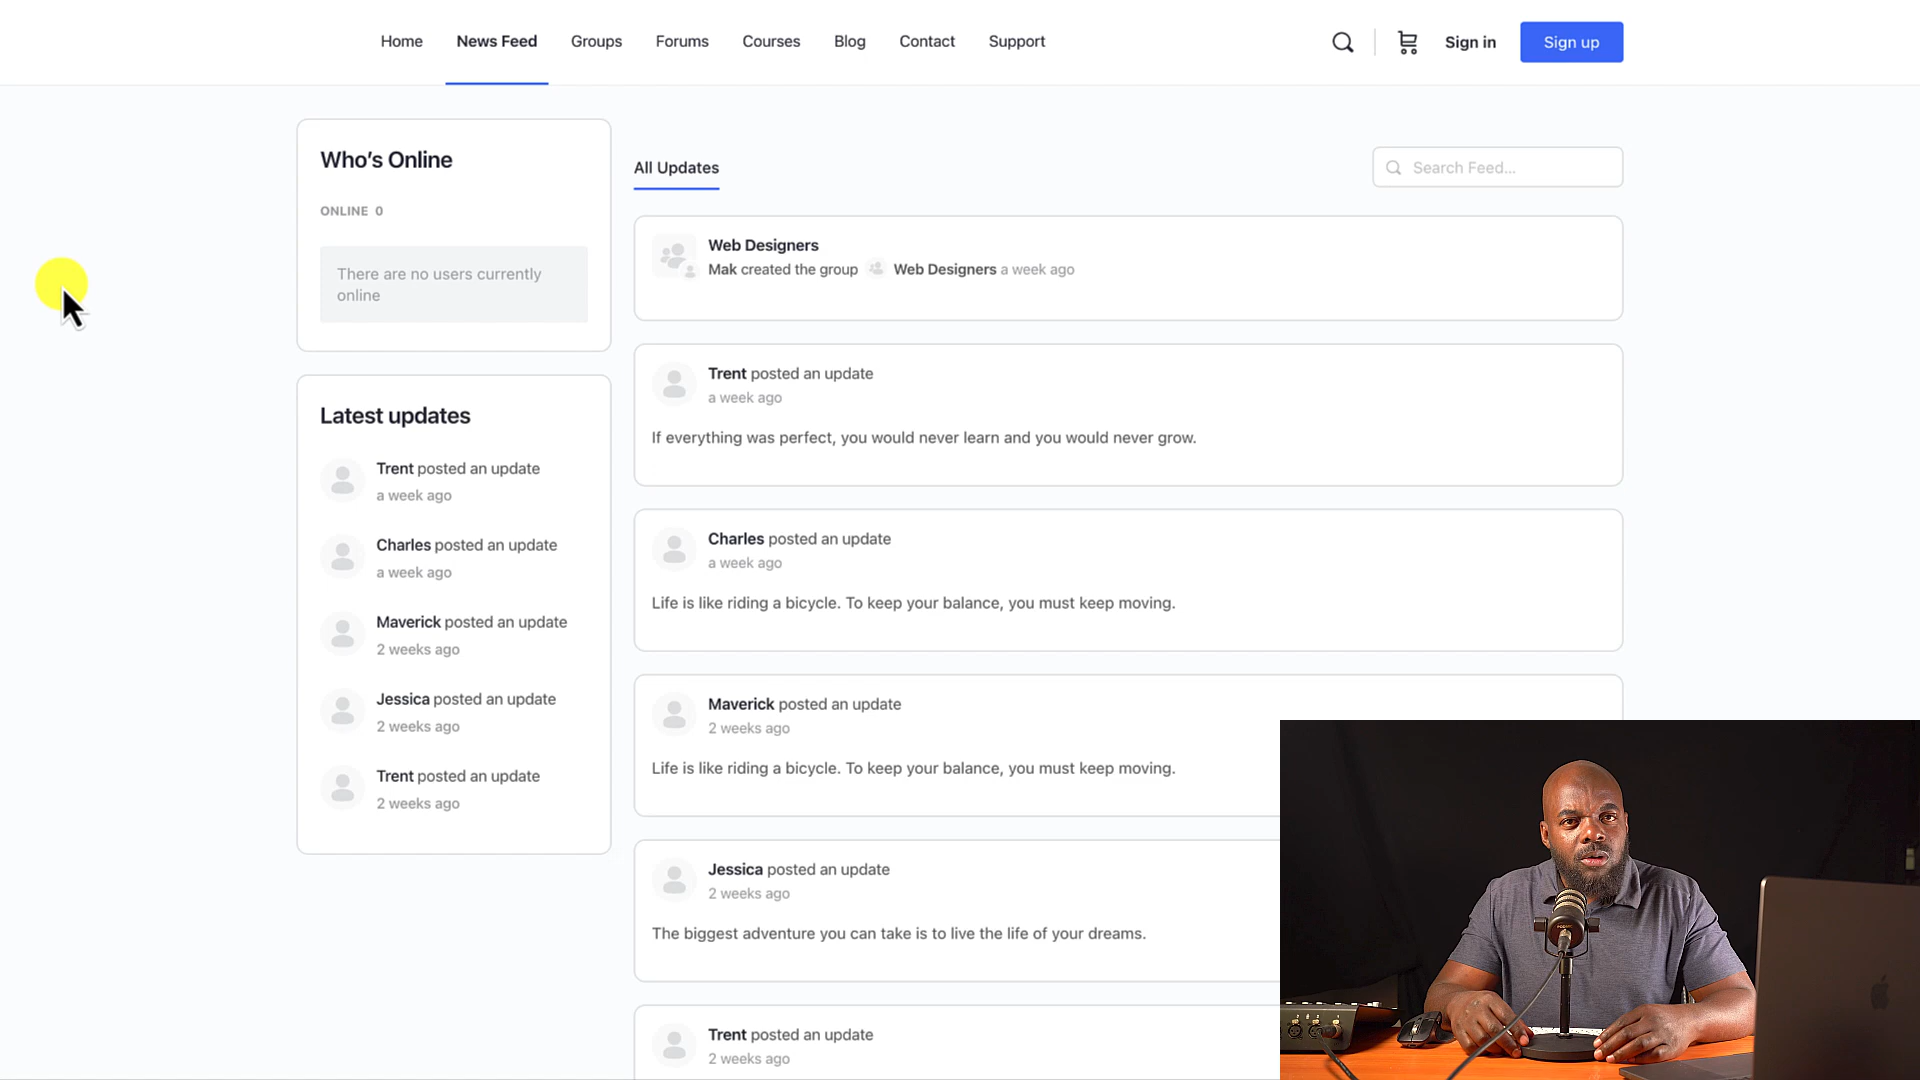 Home
News Feed
Groups
Forums
Courses
Blog
Contact
Support
Sign in
Sign up
Who's Online
ONLINE 0
There are no users currently
online
Latest updates
Trent posted an update
a week ago
Charles posted an update
a week ago
Maverick posted an update
2 weeks ago
Jessica posted an update
2 weeks ago
Trent posted an update
2 weeks ago
All Updates
Search Feed...
Web Designers
Mak created the group Web Designers a week ago
Trent posted an update
a week ago
If everything was perfect, you would never learn and you would never grow.
Charles posted an update
a week ago
Life is like riding a bicycle. To keep your balance, you must keep moving.
Maverick posted an update
2 weeks ago
Life is like riding a bicycle. To keep your balance, you must keep moving.
Jessica posted an update
2 weeks ago
The biggest adventure you can take is to live the life of your dreams.
Trent posted an update
2 weeks ago